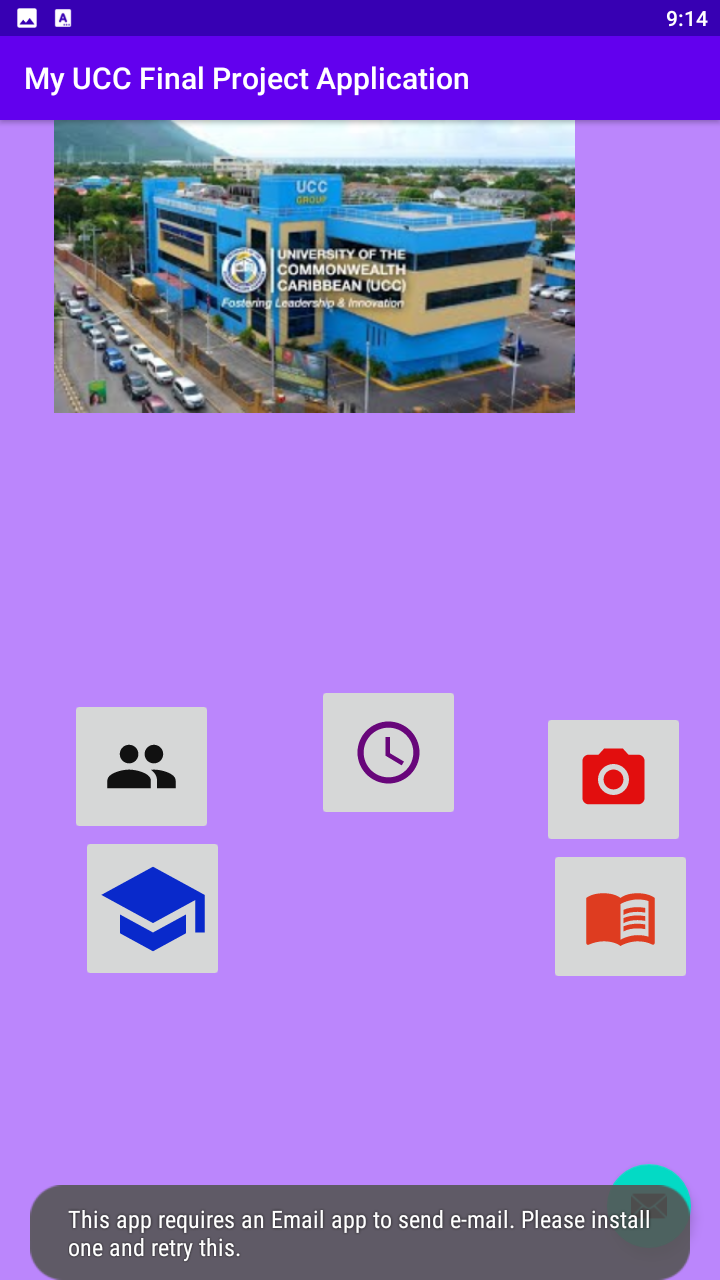 9:14
My UCC Final Project Application
UCC
GROUP
UNIVERSITY OF THE
COMMONWEALTH
CARIBBEAN (UCC)
Fostering Leadership & Innovation
This app requires an Email app to send e-mail. Please install
one and retry this.